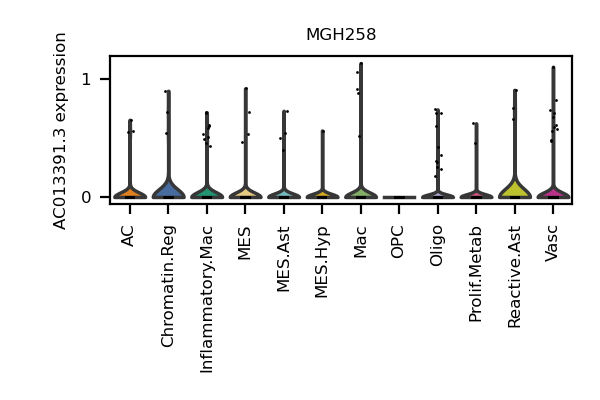 MGH258
AC013391.3 expression
1
0
AC
Chromatin.Reg
Inflammatory.Mac
MES
MES.Ast
MES.Hyp
Mac
OPC
Oligo
Prolif.Metab
Reactive.Ast
Vasc